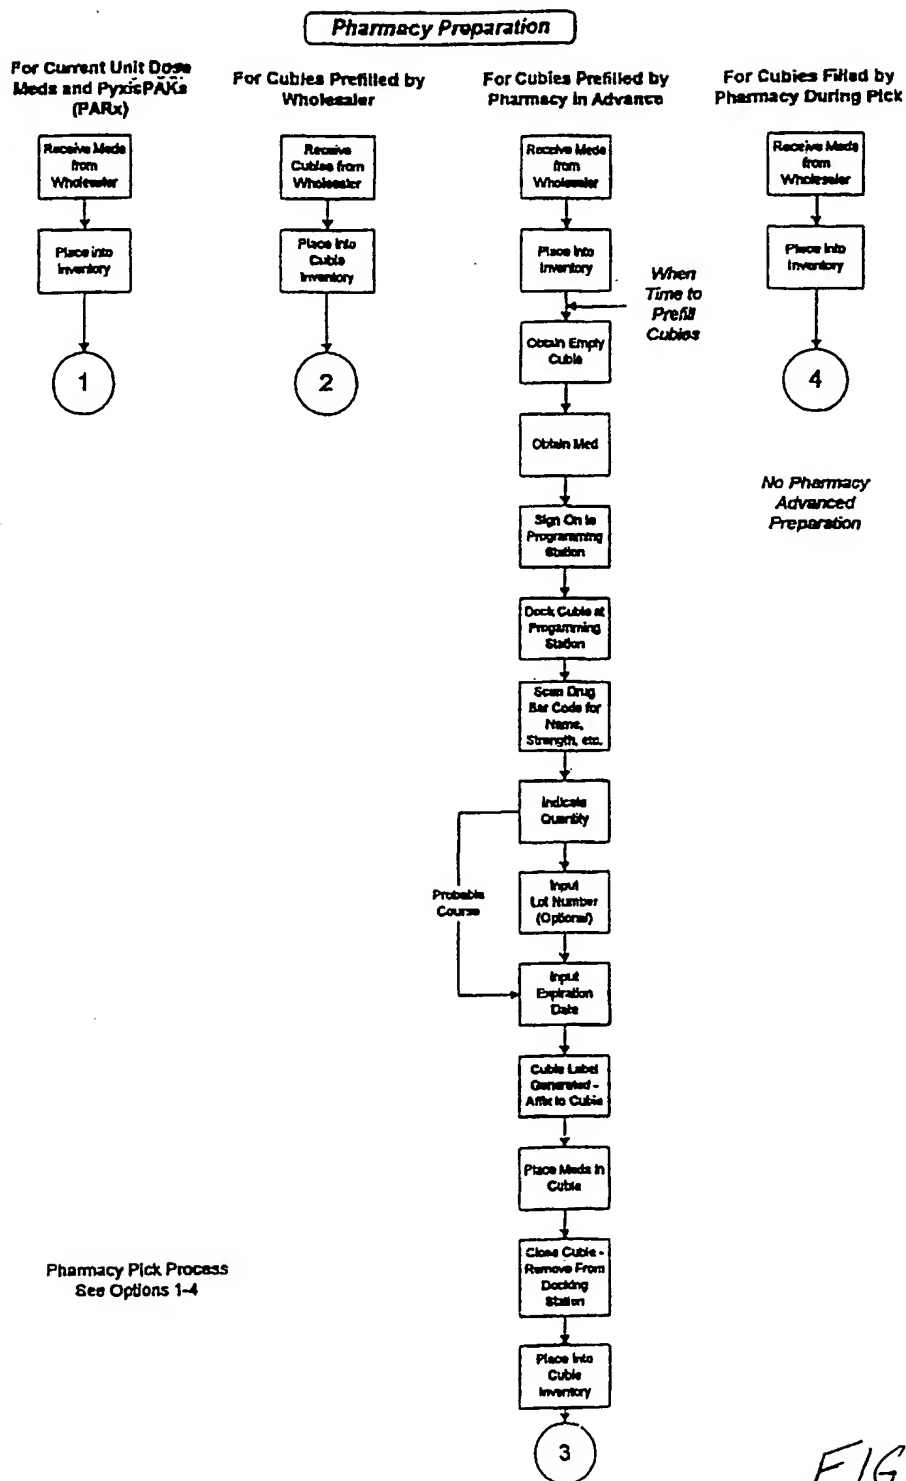 Pharmacy Preparation
For Current Unit Dose
Meds and PyxisPAKs
(PARx)
Receive Meds
from
Wholesaler
Place into
Inventory
1
For Cubies Prefilled by
Wholesaler
Receive
Cubies from
Wholesaler
Place into
Cubie
Inventory
2
For Cubies Prefilled by
Pharmacy in Advance
Receive Meds
from
Wholesaler
Place into
Inventory
When
Time to
Prefill
Cubies
Obtain Empty
Cubie
Obtain Med
Sign On to
Programming
Station
Dock Cubie at
Progamming
Station
Scan Drug
Bar Code for
Name,
Strength, etc.
Indicate
Quantity
Probable
Course
Input
Lot Number
(Optional)
Input
Expiration
Date
Cubie Label
Generated -
Affix to Cubie
Place Meds in
Cubie
Close Cubie -
Remove From
Docking
Station
Place into
Cubie
Inventory
3
For Cubies Filled by
Pharmacy During Pick
Receive Meds
from
Wholesaler
Place into
Inventory
4
No Pharmacy
Advanced
Preparation
Pharmacy Pick Process
See Options 1-4
FIG